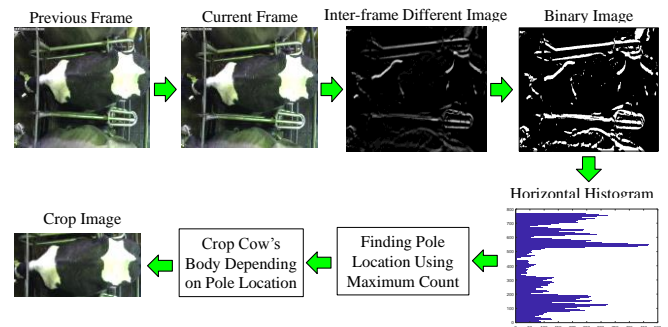 Previous Frame
Current Frame
Inter-frame Different Image
Binary Image
Horizontal Histogram
Crop Image
Crop Cow's
Body Depending
on Pole Location
Finding Pole
Location Using
Maximum Count